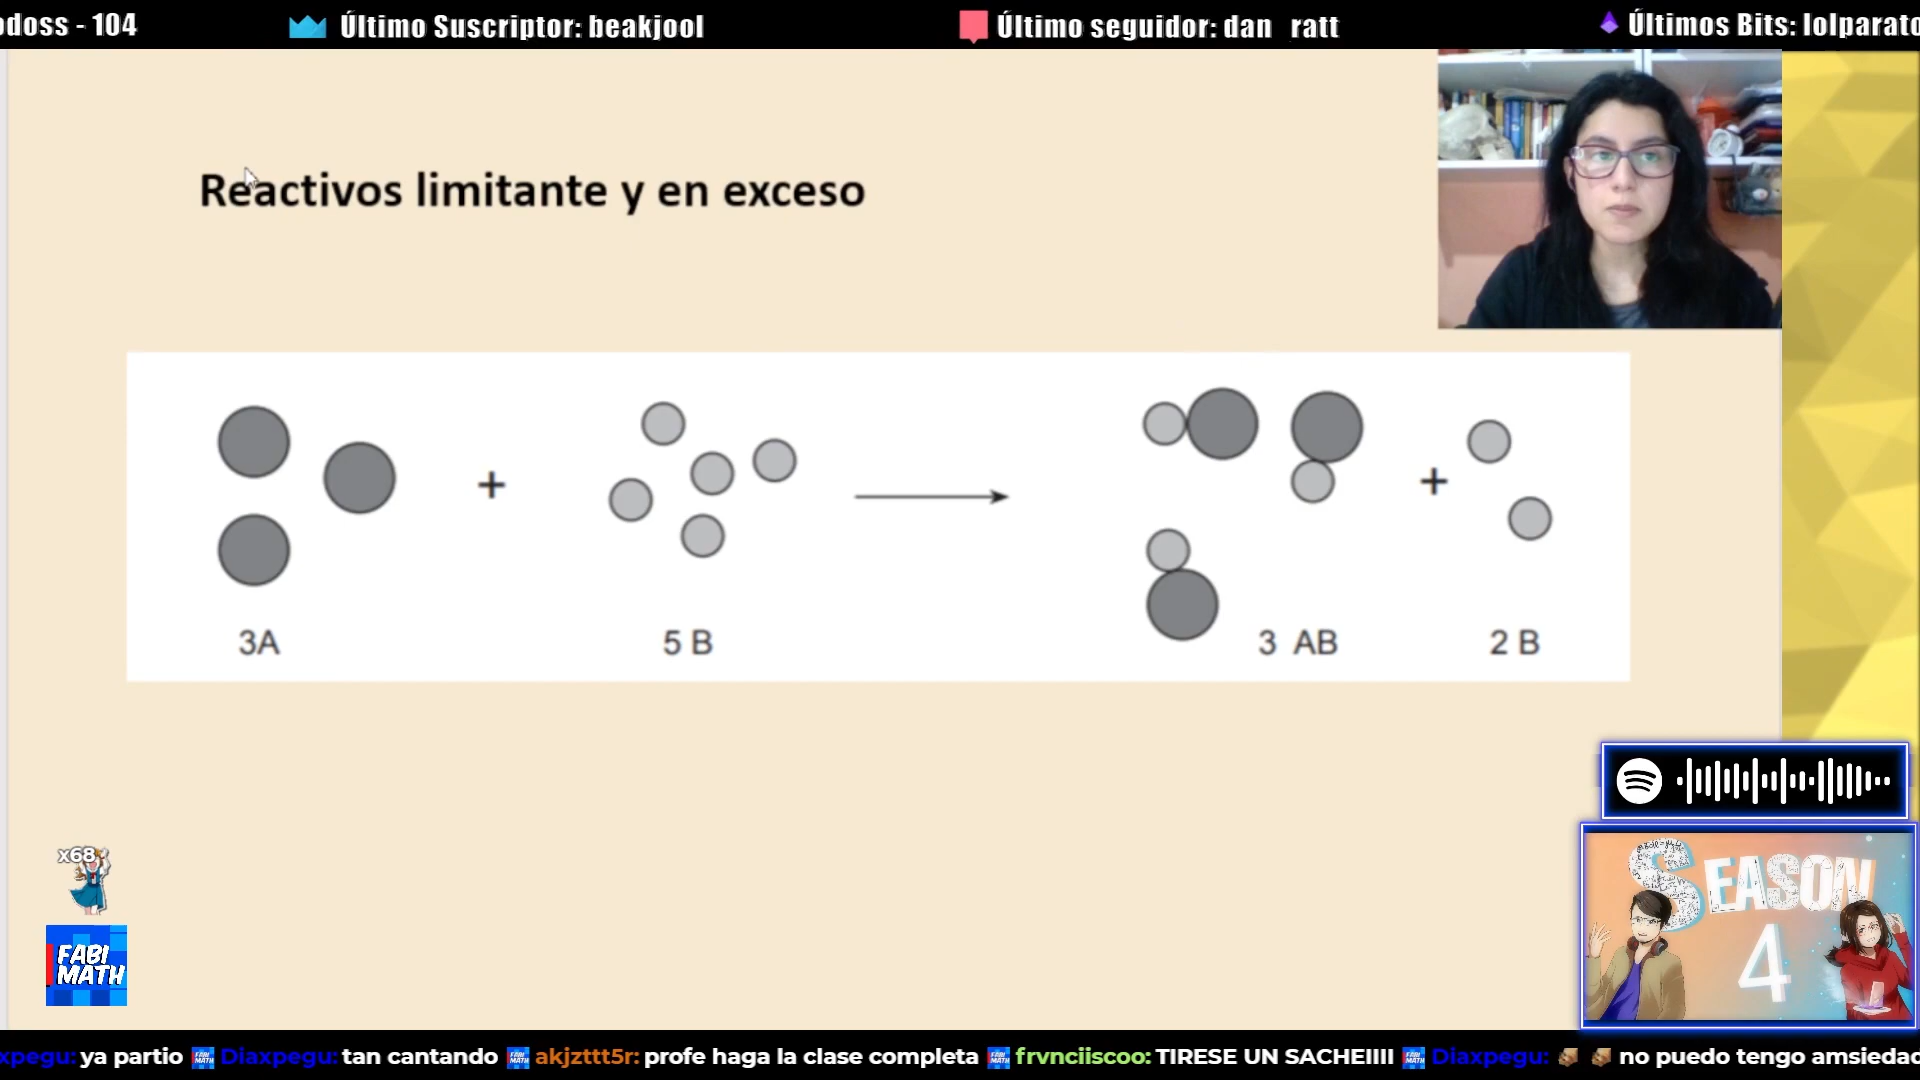 odoss - 104 Último Suscriptor: beakjool Último seguidor: dan ratt Últimos Bits: lolparato
Reactivos limitante y en exceso
+ +
3A 5 B 3 AB 2 B
x68
FABI
MATH
SEASON
4
xpegu: ya partio Diaxpegu: tan cantando akjzttt5r: profe haga la clase completa frvnciiscoo: TIRESE UN SACHEIIII Diaxpegu: no puedo tengo amsiedad